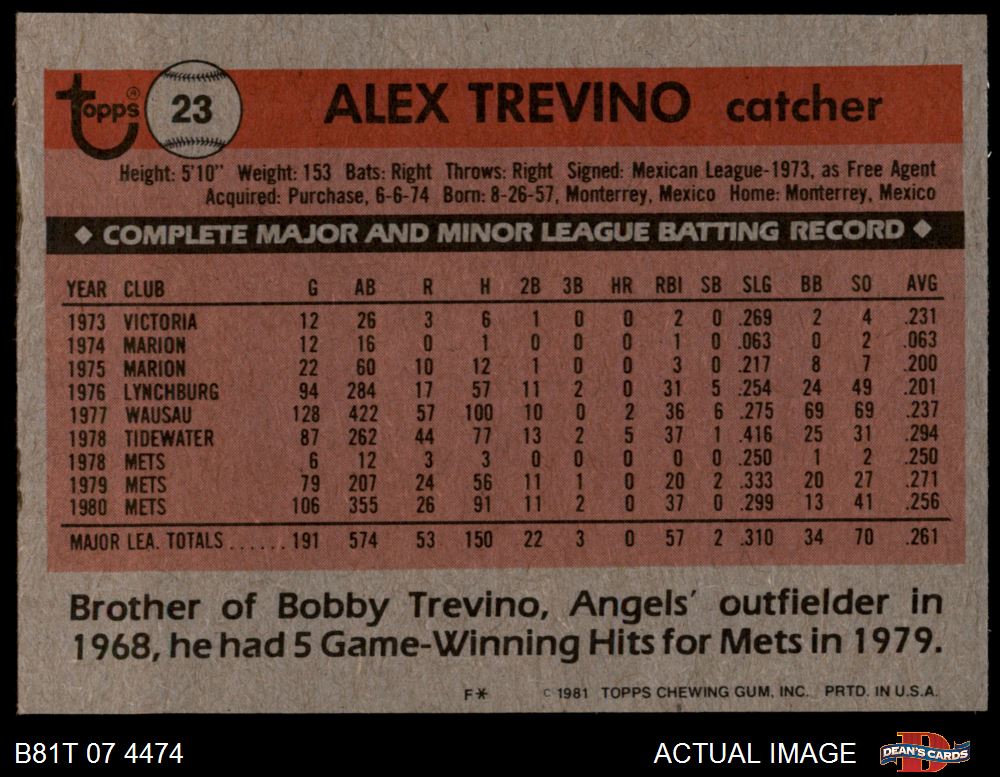 Topps ® 23 ALEX TREVINO catcher
Height: 5'10" Weight: 153 Bats: Right Throws: Right Signed: Mexican League-1973, as Free Agent
Acquired: Purchase, 6-6-74 Born: 8-26-57, Monterrey, Mexico Home: Monterrey, Mexico
◆ COMPLETE MAJOR AND MINOR LEAGUE BATTING RECORD ◆
YEAR CLUB G AB R H 2B 3B HR RBI SB SLG BB SO AVG
1973 VICTORIA 12 26 3 6 1 0 0 2 0 .269 2 4 .231
1974 MARION 12 16 0 1 0 0 0 1 0 .063 0 2 .063
1975 MARION 22 60 10 12 1 0 0 3 0 .217 8 7 .200
1976 LYNCHBURG 94 284 17 57 11 2 0 31 5 .254 24 49 .201
1977 WAUSAU 128 422 57 100 10 0 2 36 6 .275 69 69 .237
1978 TIDEWATER 87 262 44 77 13 2 5 37 1 .416 25 31 .294
1978 METS 6 12 3 3 0 0 0 0 0 .250 1 2 .250
1979 METS 79 207 24 56 11 1 0 20 2 .333 20 27 .271
1980 METS 106 355 26 91 11 2 0 37 0 .299 13 41 .256
MAJOR LEA. TOTALS ...... 191 574 53 150 22 3 0 57 2 .310 34 70 .261
Brother of Bobby Trevino, Angels' outfielder in
1968, he had 5 Game-Winning Hits for Mets in 1979.
F* © 1981 TOPPS CHEWING GUM, INC. PRTD. IN U.S.A.
B81T 07 4474 ACTUAL IMAGE DEAN'S CARDS